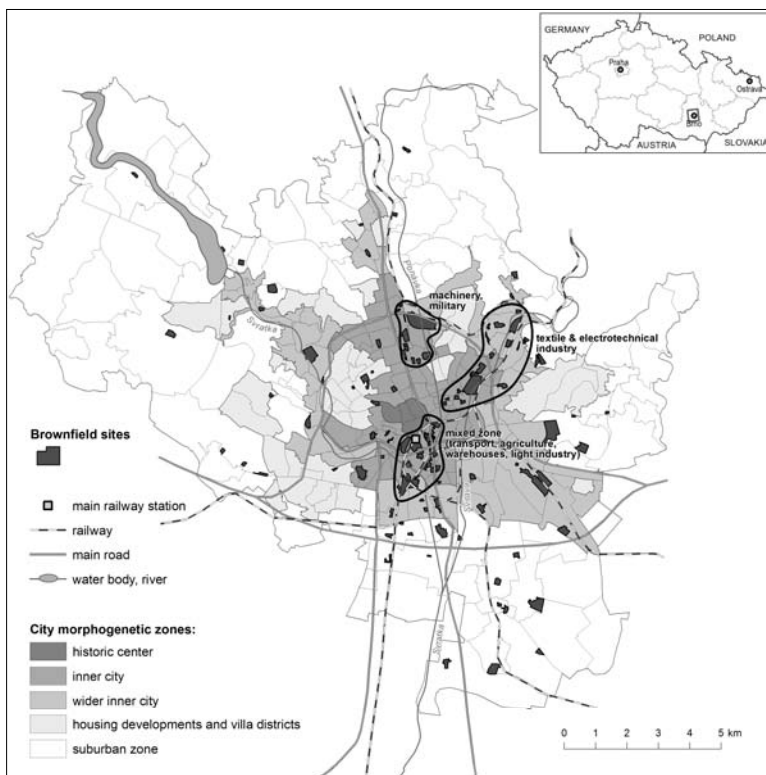 GERMANY
POLAND
Praha
Ostrava
Brno
AUSTRIA
SLOVAKIA
Ponávka
machinery,
military
Svratka
textile & electrotechnical
industry
mixed zone
(transport, agriculture,
warehouses, light industry)
Svratka
Brownfield sites
main railway station
railway
main road
water body, river
City morphogenetic zones:
historic center
inner city
wider inner city
housing developments and villa districts
suburban zone
0 1 2 3 4 5 km